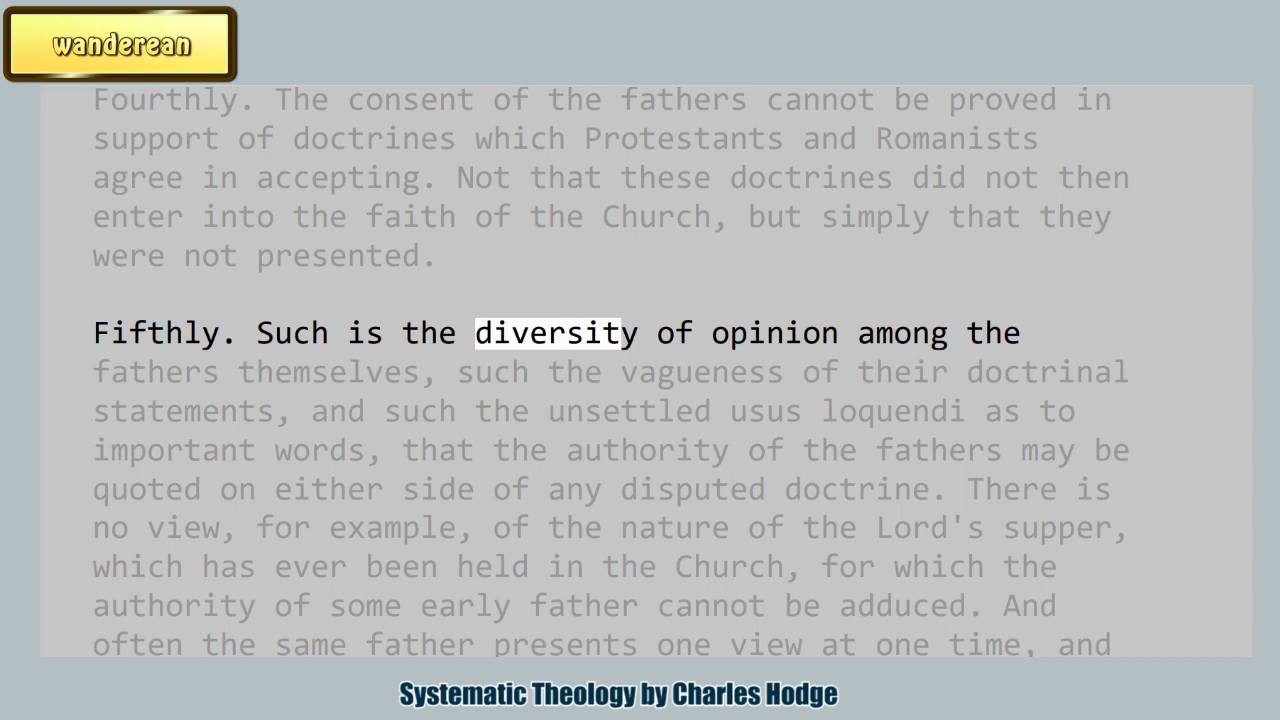 wanderean
Fourthly. The consent of the fathers cannot be proved in
support of doctrines which Protestants and Romanists
agree in accepting. Not that these doctrines did not then
enter into the faith of the Church, but simply that they
were not presented.
Fifthly. Such is the diversity of opinion among the
fathers themselves, such the vagueness of their doctrinal
statements, and such the unsettled usus loquendi as to
important words, that the authority of the fathers may be
quoted on either side of any disputed doctrine. There is
no view, for example, of the nature of the Lord's supper,
which has ever been held in the Church, for which the
authority of some early father cannot be adduced. And
often the same father presents one view at one time, and
Systematic Theology by Charles Hodge